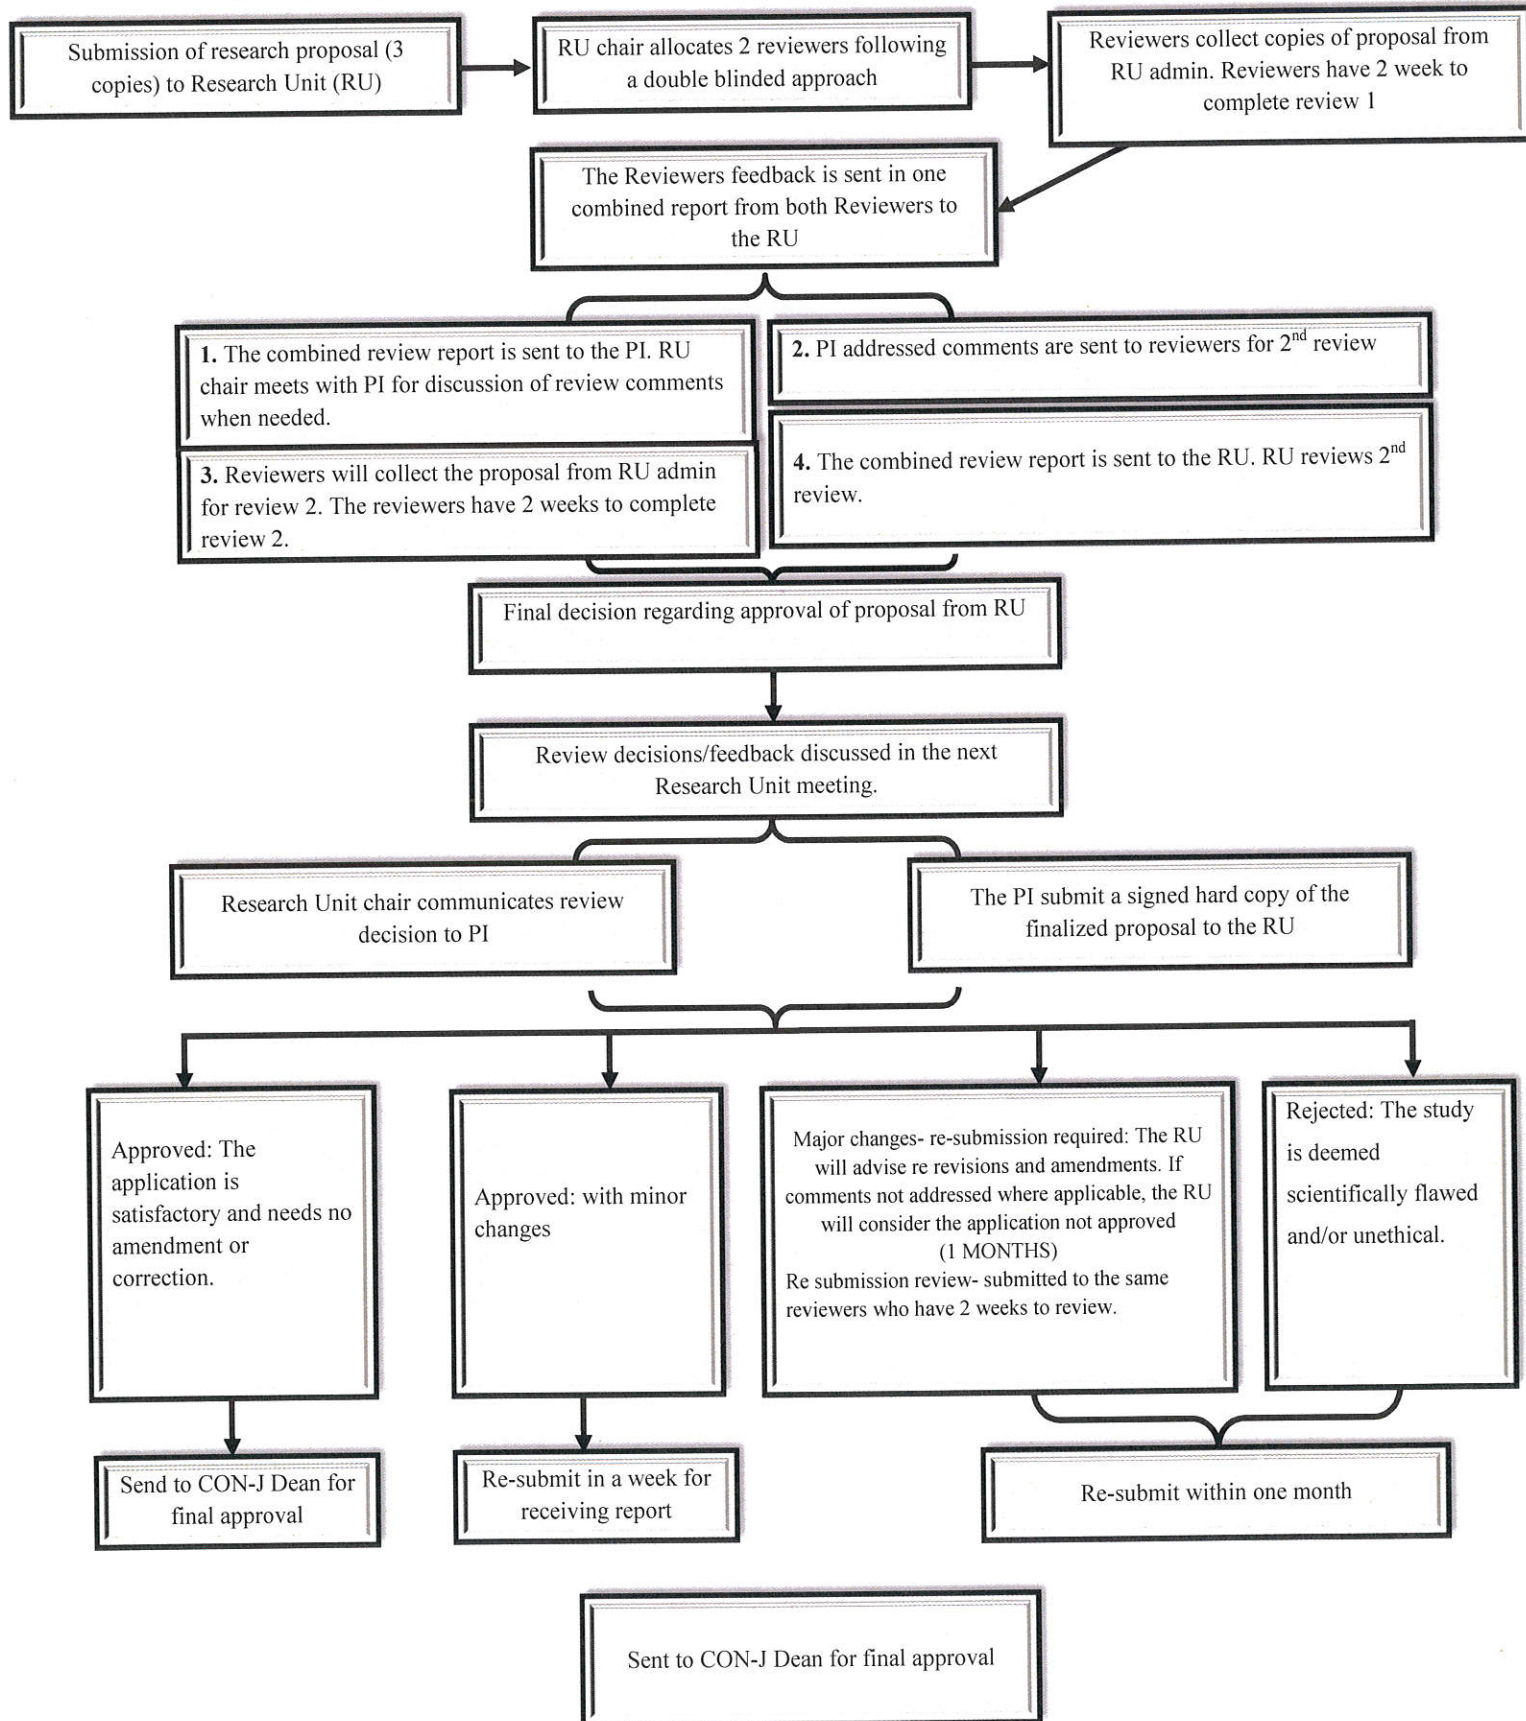 Submission of research proposal (3
copies) to Research Unit (RU)
RU chair allocates 2 reviewers following
a double blinded approach
Reviewers collect copies of proposal from
RU admin. Reviewers have 2 week to
complete review 1
The Reviewers feedback is sent in one
combined report from both Reviewers to
the RU
1. The combined review report is sent to the PI. RU
chair meets with PI for discussion of review comments
when needed.
2. PI addressed comments are sent to reviewers for 2nd review
3. Reviewers will collect the proposal from RU admin
for review 2. The reviewers have 2 weeks to complete
review 2.
4. The combined review report is sent to the RU. RU reviews 2nd
review.
Final decision regarding approval of proposal from RU
Review decisions/feedback discussed in the next
Research Unit meeting.
Research Unit chair communicates review
decision to PI
The PI submit a signed hard copy of the
finalized proposal to the RU
Approved: The
application is
satisfactory and needs no
amendment or
correction.
Approved: with minor
changes
Major changes- re-submission required: The RU
will advise re revisions and amendments. If
comments not addressed where applicable, the RU
will consider the application not approved
(1 MONTHS)
Re submission review- submitted to the same
reviewers who have 2 weeks to review.
Rejected: The study
is deemed
scientifically flawed
and/or unethical.
Send to CON-J Dean for
final approval
Re-submit in a week for
receiving report
Re-submit within one month
Sent to CON-J Dean for final approval